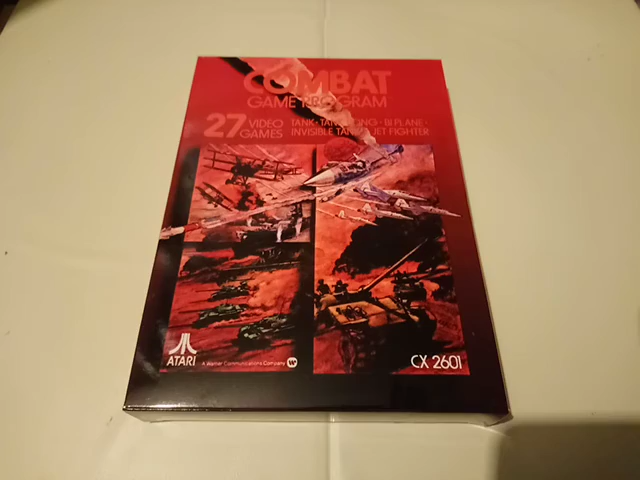 COMBAT
GAME PROGRAM™
27 VIDEO GAMES
TANK • TANK-PONG • BI PLANE •
INVISIBLE TANK • JET FIGHTER
ATARI
A Warner Communications Company
CX 2601